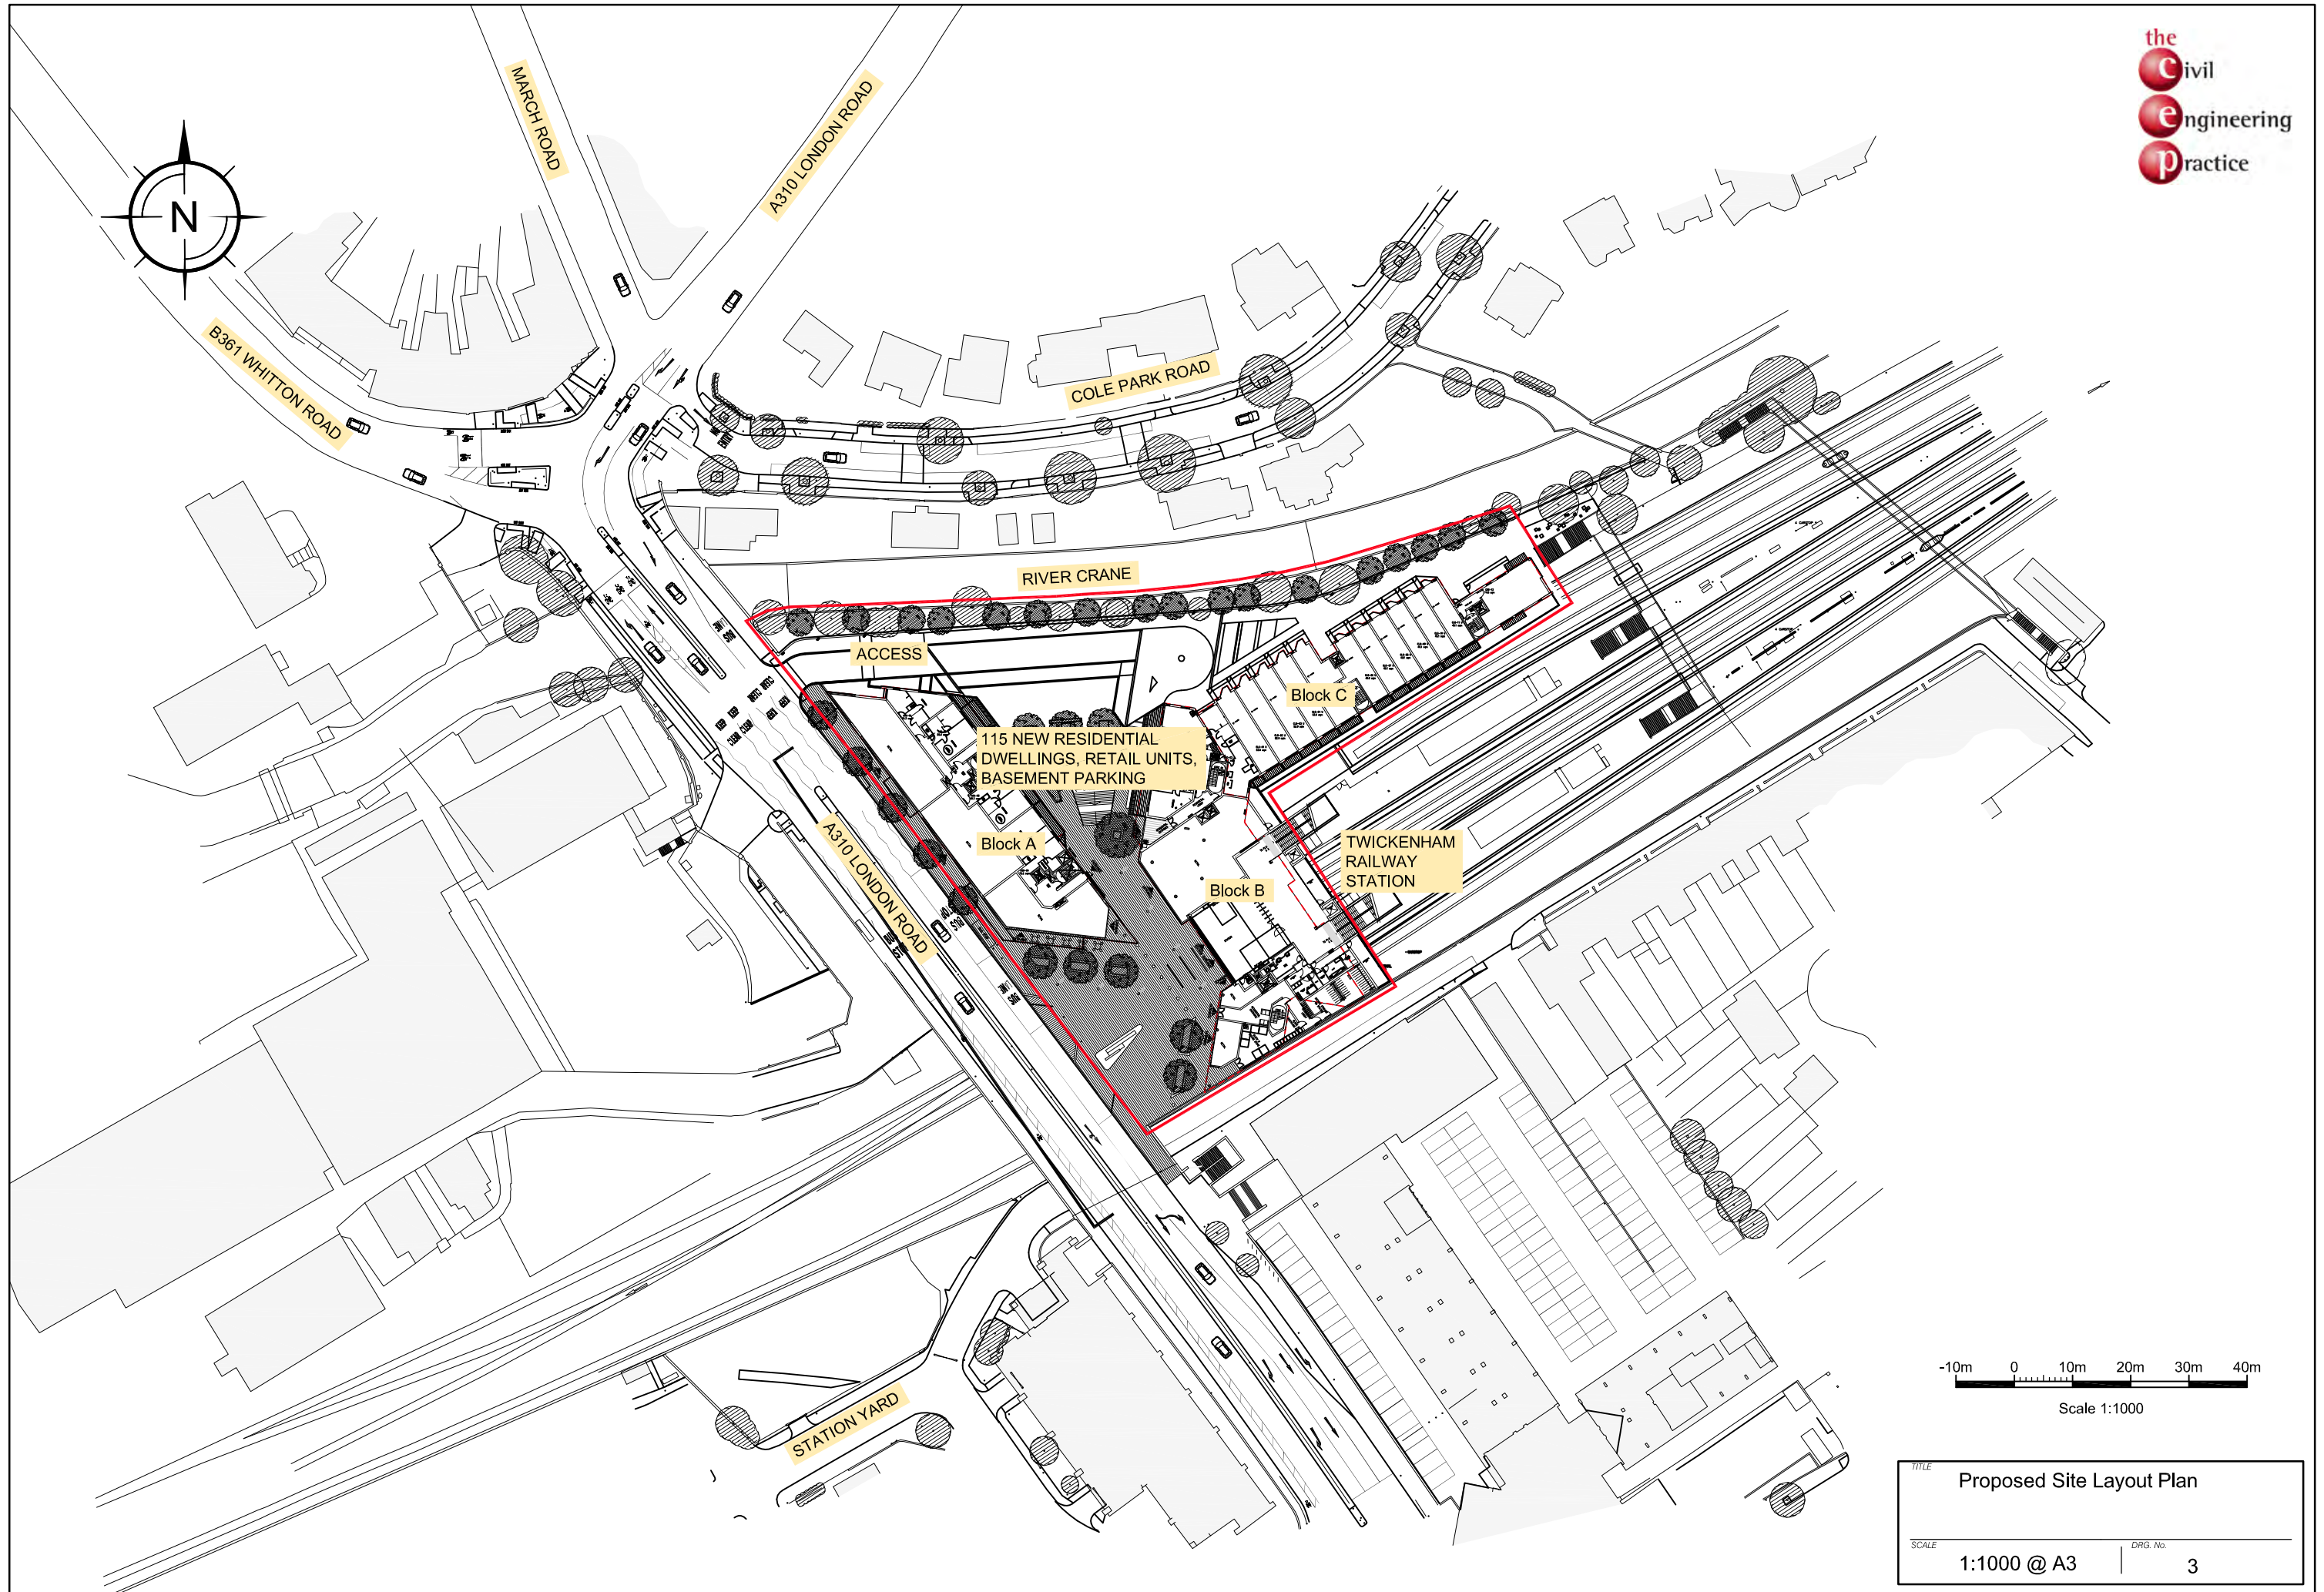 the
Civil
engineering
practice
MARCH ROAD
A310 LONDON ROAD
N
B361 WHITTON ROAD
COLE PARK ROAD
RIVER CRANE
ACCESS
Block C
115 NEW RESIDENTIAL
DWELLINGS, RETAIL UNITS,
BASEMENT PARKING
Block A
A310 LONDON ROAD
Block B
TWICKENHAM
RAILWAY
STATION
STATION YARD
-10m 0 10m 20m 30m 40m
Scale 1:1000
TITLE
Proposed Site Layout Plan
SCALE
1:1000 @ A3
DRG. No.
3